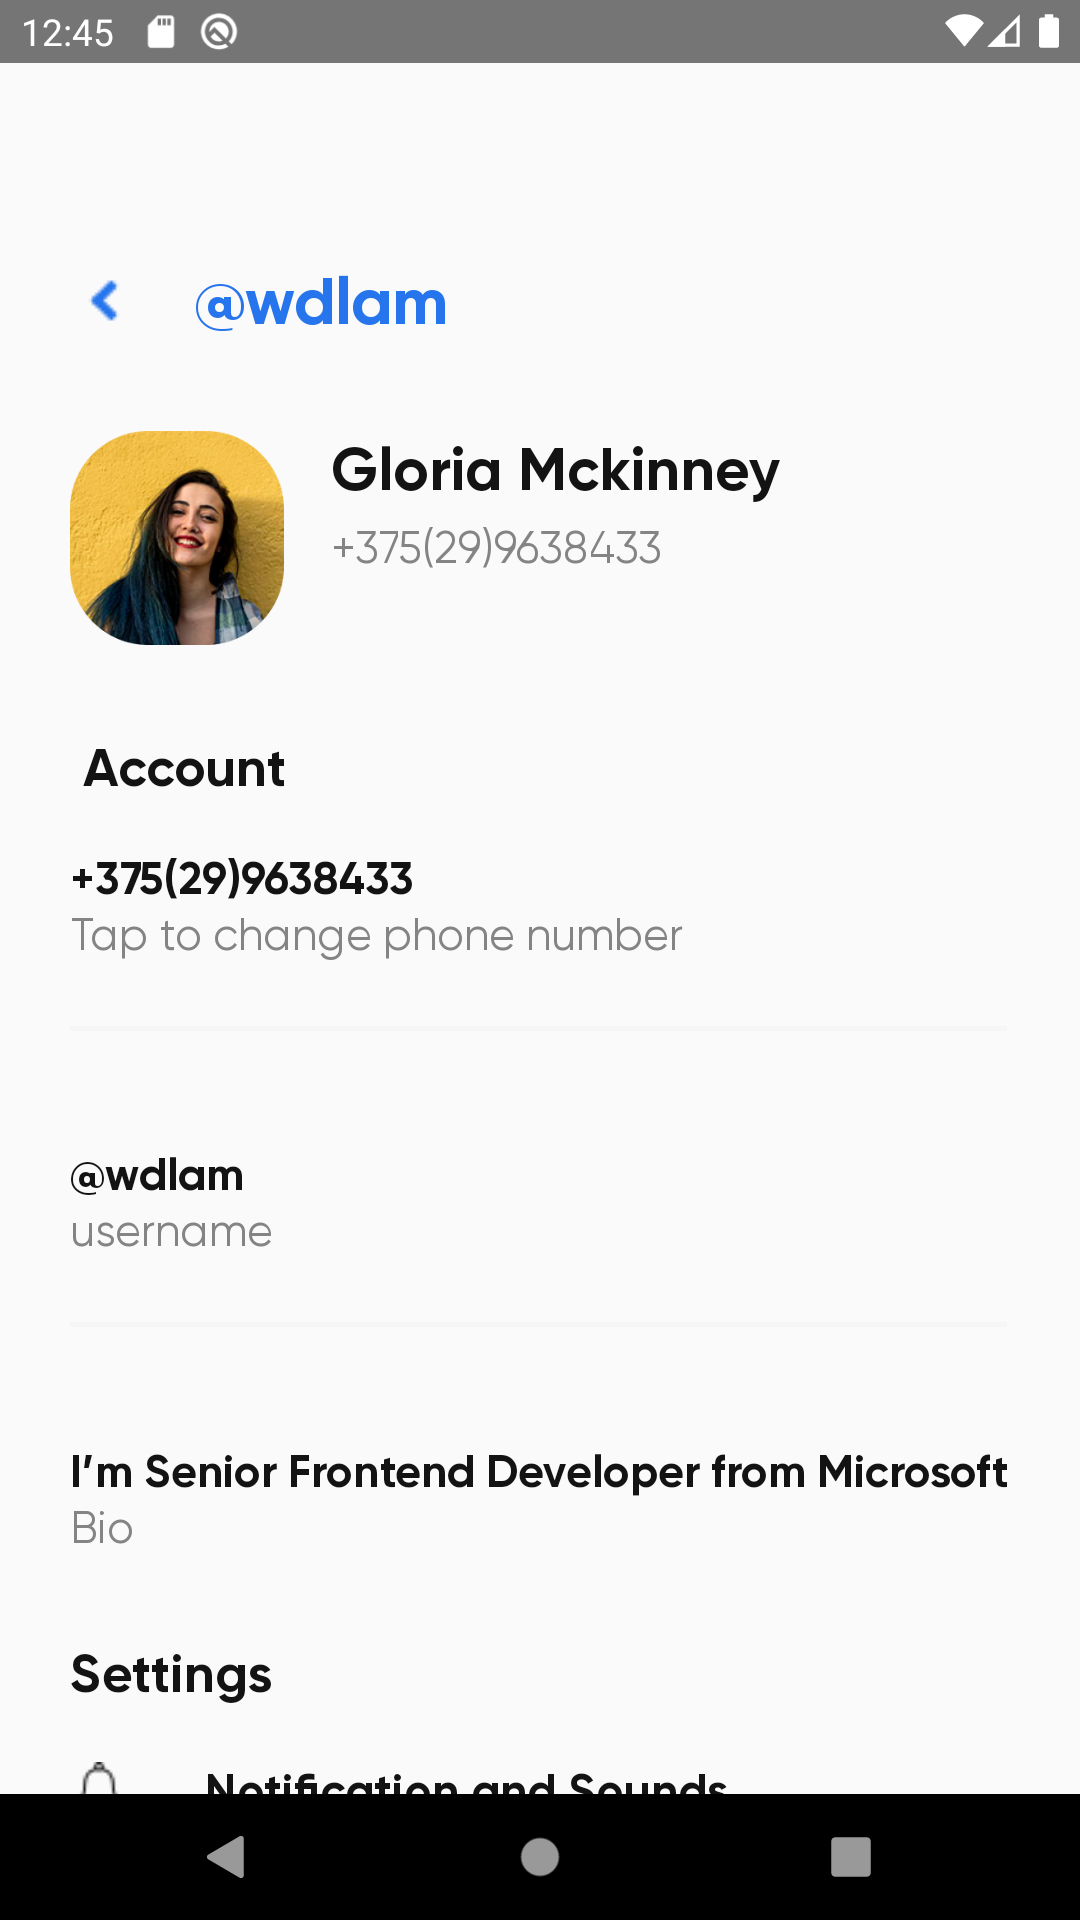 12:45
@wdlam
Gloria Mckinney
+375(29)9638433
Account
+375(29)9638433
Tap to change phone number
@wdlam
username
I’m Senior Frontend Developer from Microsoft
Bio
Settings
Notification and Sounds